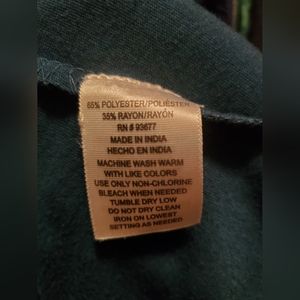 65% POLYESTER/POLIÉSTER
35% RAYON/RAYÓN
RN# 93677
MADE IN INDIA
HECHO EN INDIA
MACHINE WASH WARM
WITH LIKE COLORS
USE ONLY NON-CHLORINE
BLEACH WHEN NEEDED
TUMBLE DRY LOW
DO NOT DRY CLEAN
IRON ON LOWEST
SETTING AS NEEDED